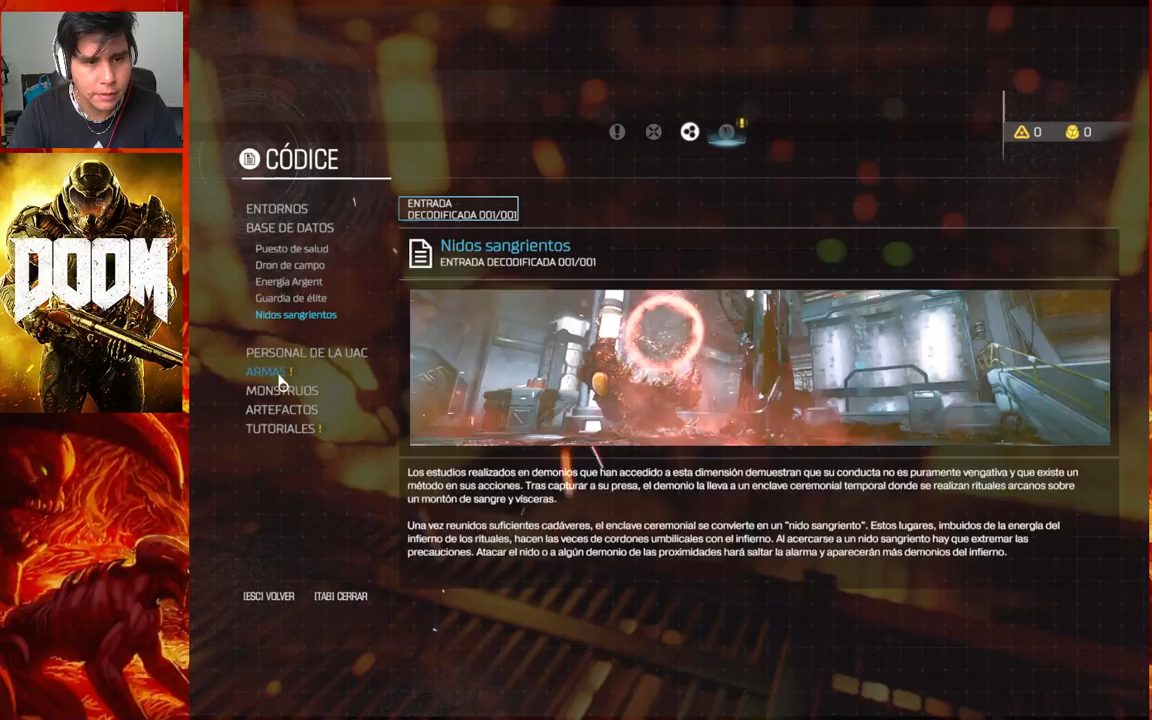 CÓDICE
0 0
ENTORNOS
BASE DE DATOS
Puesto de salud
Dron de campo
Energía Argent
Guardia de élite
Nidos sangrientos
PERSONAL DE LA UAC
ARMAS !
MONSTRUOS
ARTEFACTOS
TUTORIALES !
[ESC] VOLVER [TAB] CERRAR
ENTRADA
DECODIFICADA 001/001
Nidos sangrientos
ENTRADA DECODIFICADA 001/001
Los estudios realizados en demonios que han accedido a esta dimensión demuestran que su conducta no es puramente vengativa y que existe un
método en sus acciones. Tras capturar a su presa, el demonio la lleva a un enclave ceremonial temporal donde se realizan rituales arcanos sobre
un montón de sangre y vísceras.
Una vez reunidos suficientes cadáveres, el enclave ceremonial se convierte en un "nido sangriento". Estos lugares, imbuidos de la energía del
infierno de los rituales, hacen las veces de cordones umbilicales con el infierno. Al acercarse a un nido sangriento hay que extremar las
precauciones. Atacar el nido o a algún demonio de las proximidades hará saltar la alarma y aparecerán más demonios del infierno.
DOOM